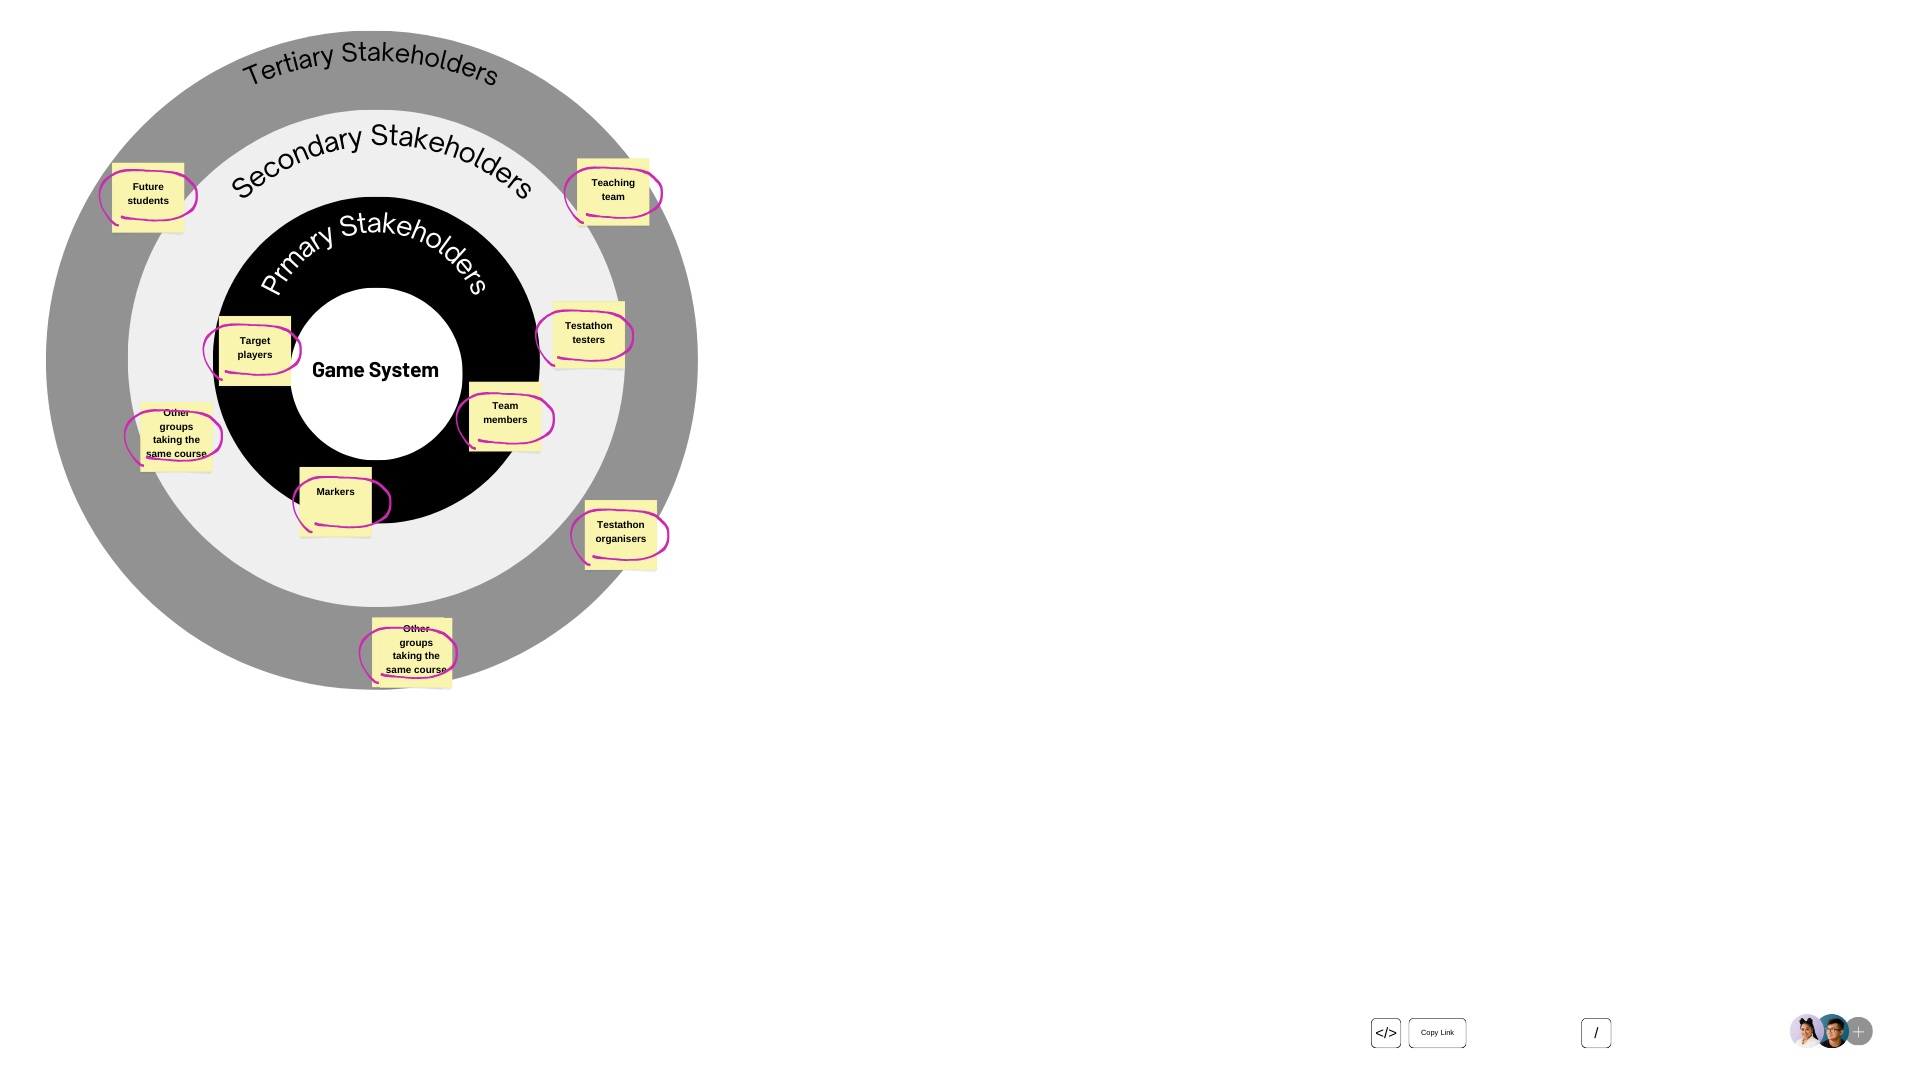 Tertiary Stakeholders
Secondary Stakeholders
Prmary Stakeholders
Game System
Future
students
Teaching
team
Target
players
Testathon
testers
Other
groups
taking the
same course
Team
members
Markers
Testathon
organisers
Other
groups
taking the
same course
</>
Copy Link
/